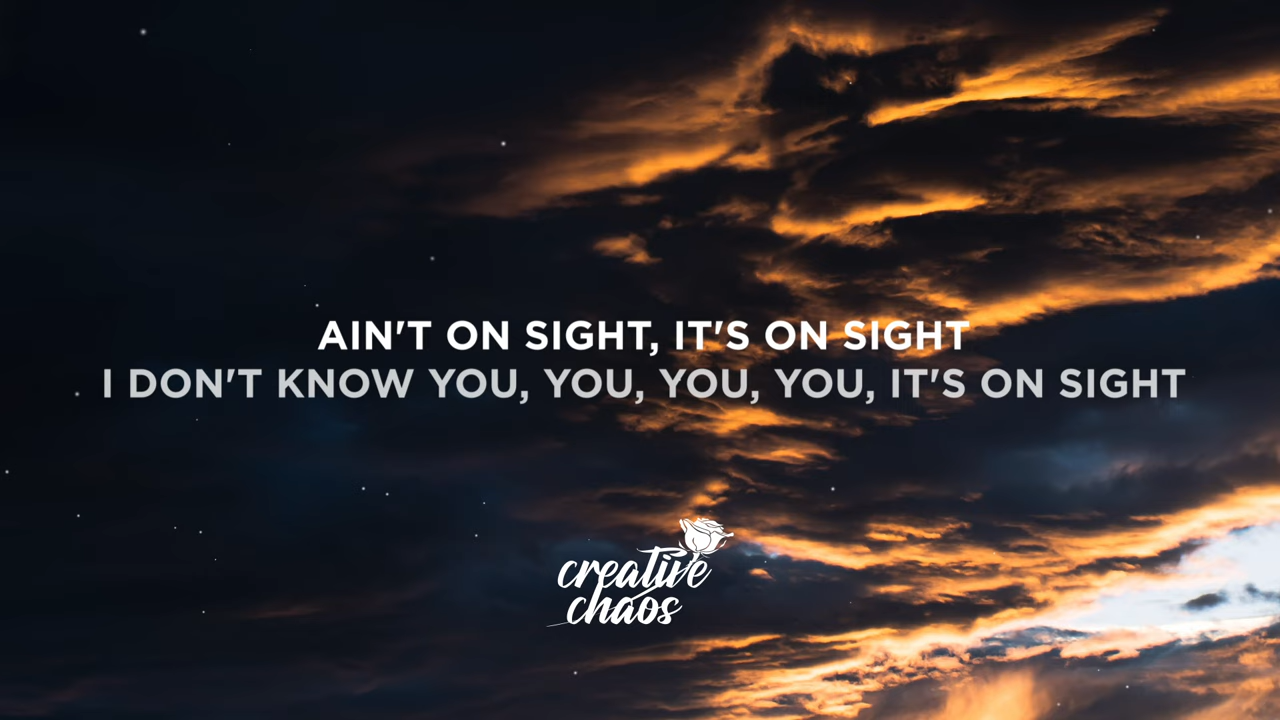 AIN'T ON SIGHT, IT'S ON SIGHT
I DON'T KNOW YOU, YOU, YOU, YOU, IT'S ON SIGHT
creative
chaos